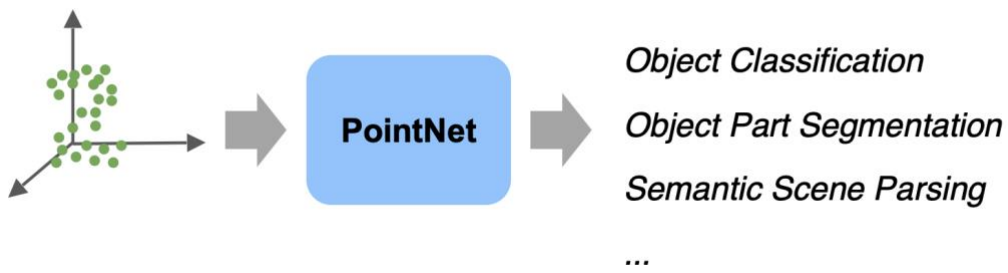 PointNet
Object Classification
Object Part Segmentation
Semantic Scene Parsing
...